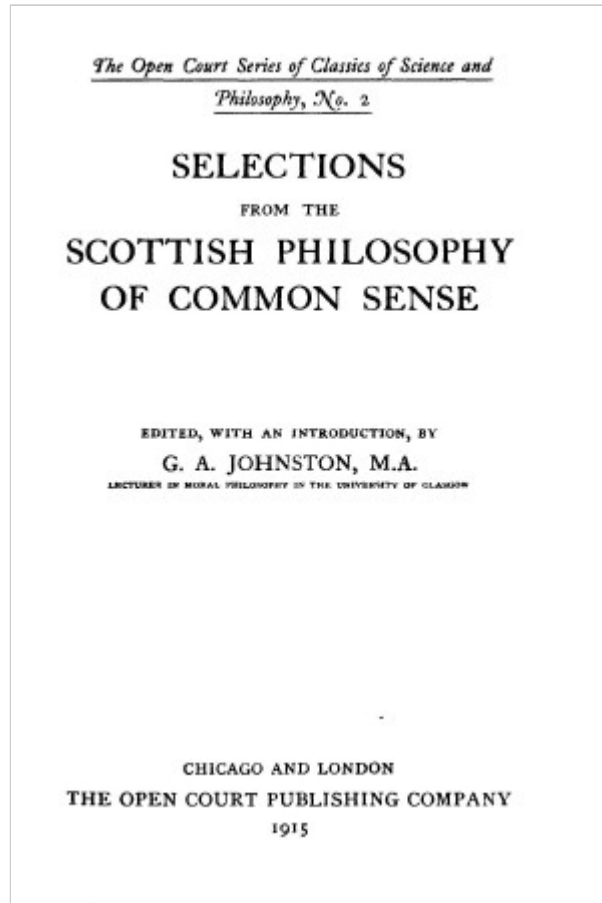 The Open Court Series of Classics of Science and
Philosophy, No. 2
SELECTIONS
FROM THE
SCOTTISH PHILOSOPHY
OF COMMON SENSE
EDITED, WITH AN INTRODUCTION, BY
G. A. JOHNSTON, M.A.
LECTURER IN MORAL PHILOSOPHY IN THE UNIVERSITY OF GLASGOW
CHICAGO AND LONDON
THE OPEN COURT PUBLISHING COMPANY
1915